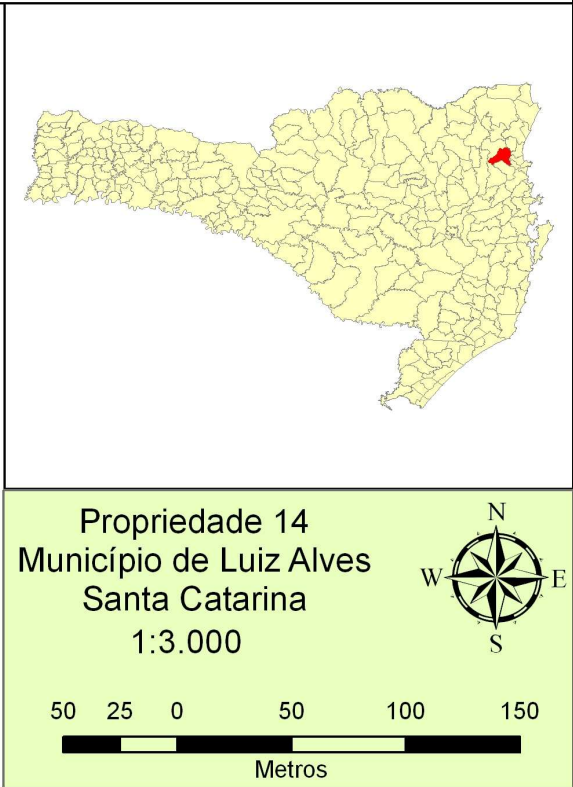 Propriedade 14
Município de Luiz Alves
Santa Catarina
1:3.000
N
W E
S
50 25 0 50 100 150
Metros